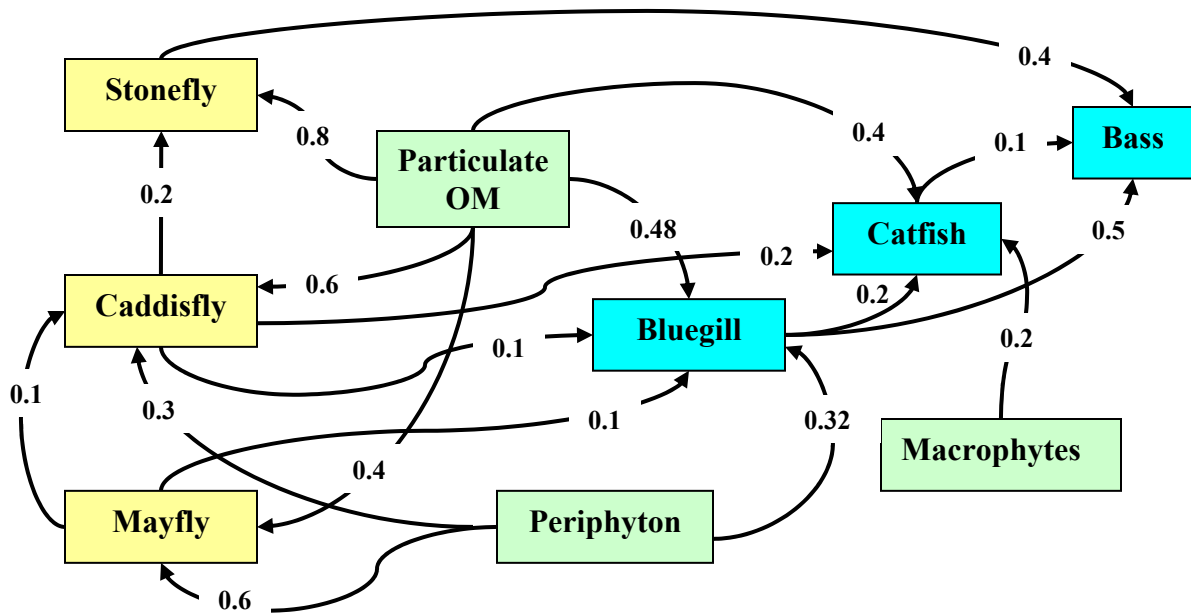 0.4
Stonefly
0.8
Particulate
OM
0.4
0.1
Bass
0.2
0.48
Catfish
0.5
0.6
0.2
Caddisfly
0.2
Bluegill
0.1
0.2
0.1
0.3
0.1
0.32
Macrophytes
0.4
Mayfly
Periphyton
0.6